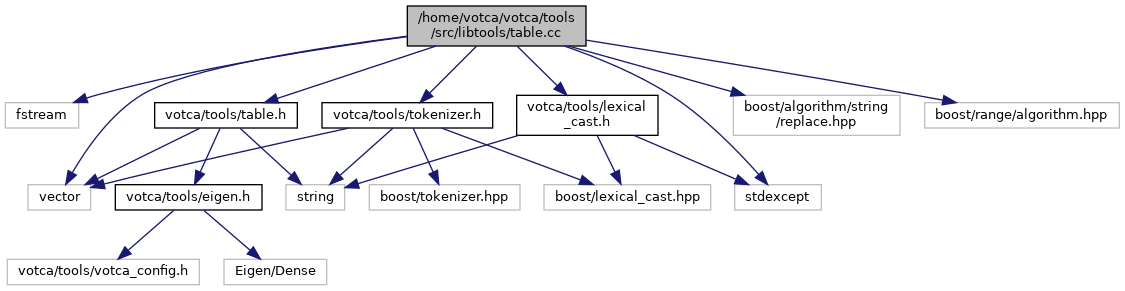 /home/votca/votca/tools
/src/libtools/table.cc
fstream
votca/tools/table.h
votca/tools/tokenizer.h
votca/tools/lexical
_cast.h
boost/algorithm/string
/replace.hpp
boost/range/algorithm.hpp
vector
votca/tools/eigen.h
string
boost/tokenizer.hpp
boost/lexical_cast.hpp
stdexcept
votca/tools/votca_config.h
Eigen/Dense